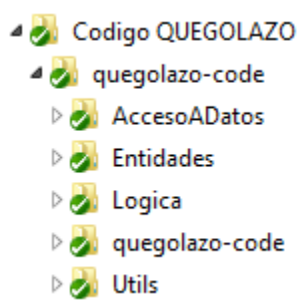 Codigo QUEGOLAZO
quegolazo-code
AccesoADatos
Entidades
Logica
quegolazo-code
Utils